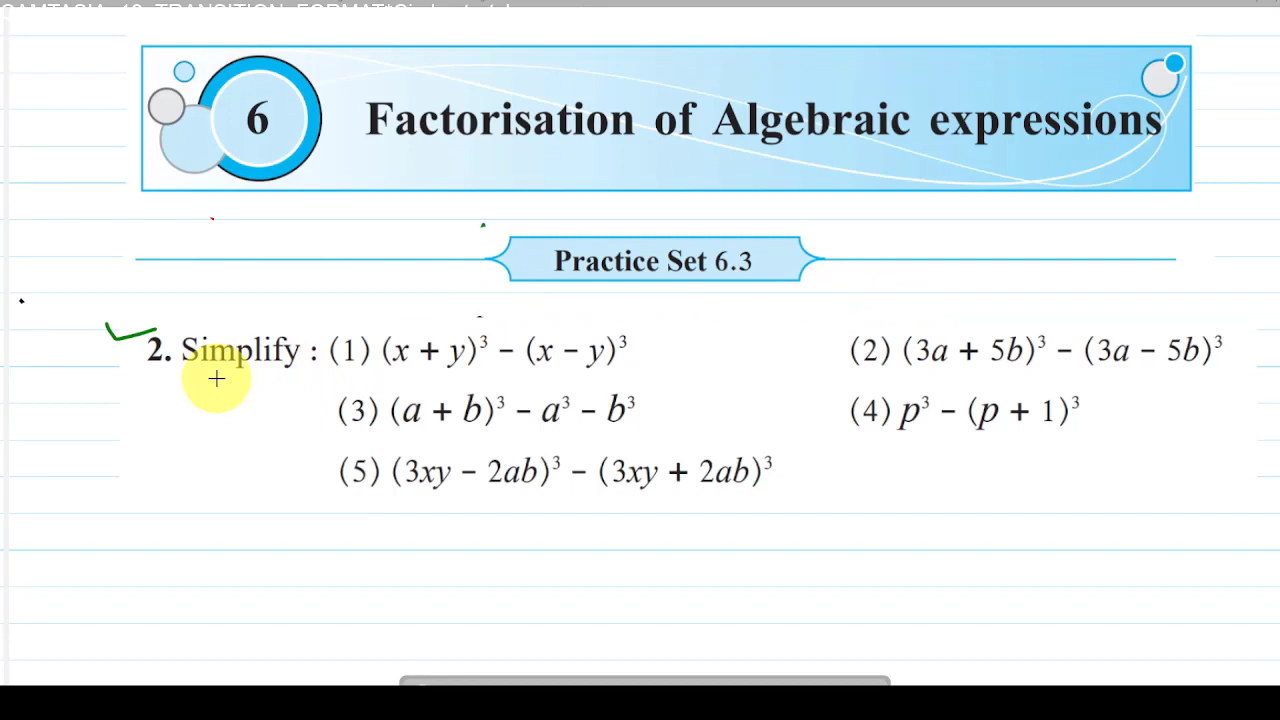 6 Factorisation of Algebraic expressions
Practice Set 6.3
2. Simplify : (1) (x + y)³ – (x – y)³ (2) (3a + 5b)³ – (3a – 5b)³
(3) (a + b)³ – a³ – b³ (4) p³ – (p + 1)³
(5) (3xy – 2ab)³ – (3xy + 2ab)³